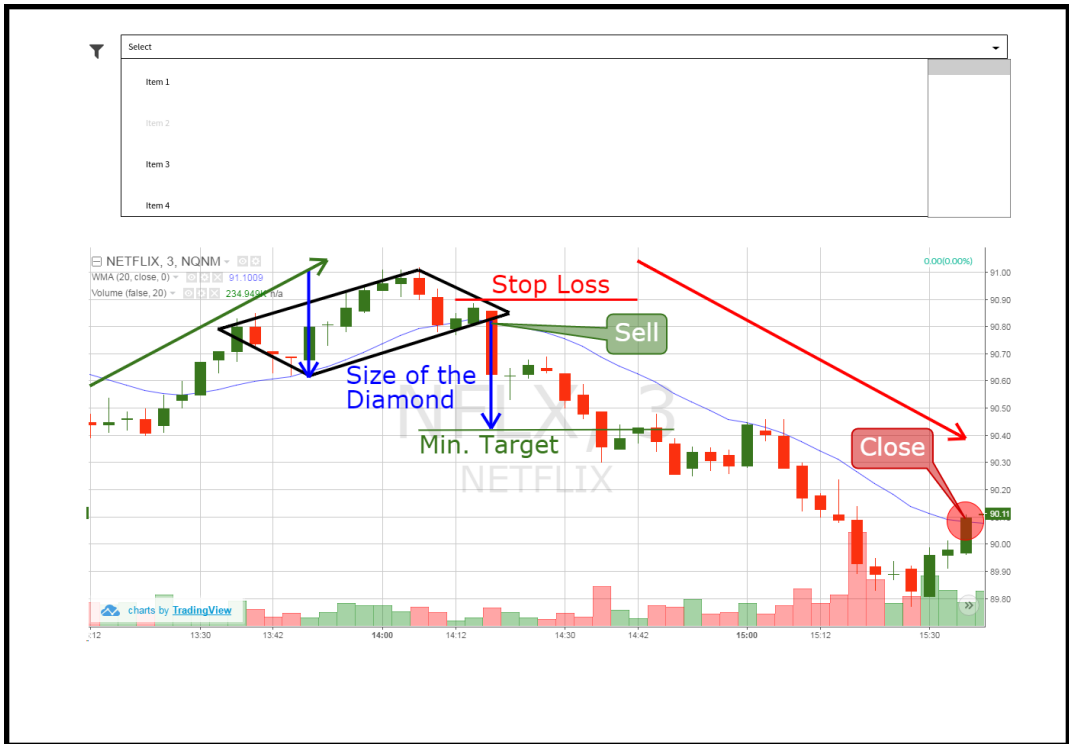 Select
Item 1
Item 2
Item 3
Item 4
NETFLIX, 3, NQNM
0.00(0.00%)
WMA (20, close, 0) 91.1009
Volume (false, 20) 234.949K n/a
91.00
Stop Loss
90.90
90.80
Sell
90.70
Size of the
Diamond
90.60
90.50
NFLX, 3
90.40
Min. Target
Close
90.30
NETFLIX
90.20
90.11
90.00
89.90
89.80
charts by TradingView
»
:12 13:30 13:42 14:00 14:12 14:30 14:42 15:00 15:12 15:30